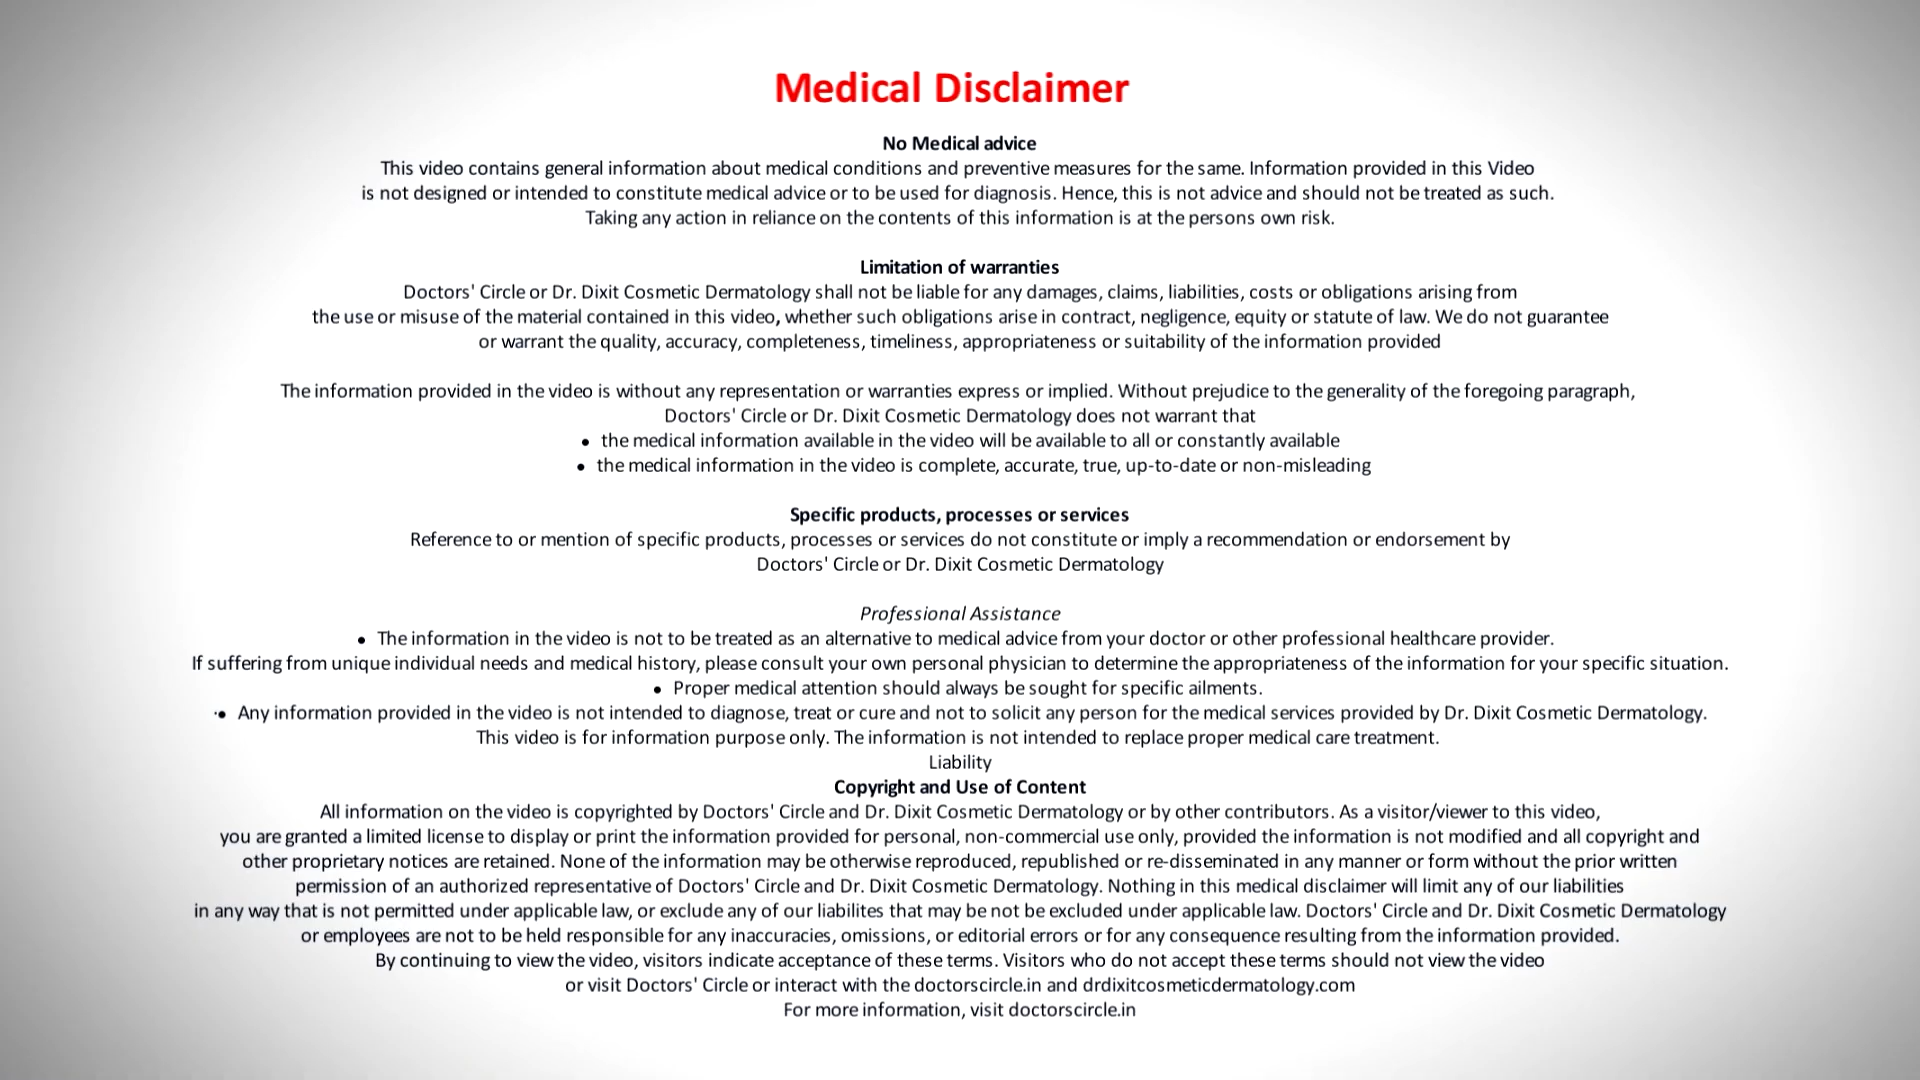 Medical Disclaimer
No Medical advice
This video contains general information about medical conditions and preventive measures for the same. Information provided in this Video
is not designed or intended to constitute medical advice or to be used for diagnosis. Hence, this is not advice and should not be treated as such.
Taking any action in reliance on the contents of this information is at the persons own risk.
Limitation of warranties
Doctors' Circle or Dr. Dixit Cosmetic Dermatology shall not be liable for any damages, claims, liabilities, costs or obligations arising from
the use or misuse of the material contained in this video, whether such obligations arise in contract, negligence, equity or statute of law. We do not guarantee
or warrant the quality, accuracy, completeness, timeliness, appropriateness or suitability of the information provided
The information provided in the video is without any representation or warranties express or implied. Without prejudice to the generality of the foregoing paragraph,
Doctors' Circle or Dr. Dixit Cosmetic Dermatology does not warrant that
• the medical information available in the video will be available to all or constantly available
• the medical information in the video is complete, accurate, true, up-to-date or non-misleading
Specific products, processes or services
Reference to or mention of specific products, processes or services do not constitute or imply a recommendation or endorsement by
Doctors' Circle or Dr. Dixit Cosmetic Dermatology
Professional Assistance
• The information in the video is not to be treated as an alternative to medical advice from your doctor or other professional healthcare provider.
If suffering from unique individual needs and medical history, please consult your own personal physician to determine the appropriateness of the information for your specific situation.
• Proper medical attention should always be sought for specific ailments.
·• Any information provided in the video is not intended to diagnose, treat or cure and not to solicit any person for the medical services provided by Dr. Dixit Cosmetic Dermatology.
This video is for information purpose only. The information is not intended to replace proper medical care treatment.
Liability
Copyright and Use of Content
All information on the video is copyrighted by Doctors' Circle and Dr. Dixit Cosmetic Dermatology or by other contributors. As a visitor/viewer to this video,
you are granted a limited license to display or print the information provided for personal, non-commercial use only, provided the information is not modified and all copyright and
other proprietary notices are retained. None of the information may be otherwise reproduced, republished or re-disseminated in any manner or form without the prior written
permission of an authorized representative of Doctors' Circle and Dr. Dixit Cosmetic Dermatology. Nothing in this medical disclaimer will limit any of our liabilities
in any way that is not permitted under applicable law, or exclude any of our liabilites that may be not be excluded under applicable law. Doctors' Circle and Dr. Dixit Cosmetic Dermatology
or employees are not to be held responsible for any inaccuracies, omissions, or editorial errors or for any consequence resulting from the information provided.
By continuing to view the video, visitors indicate acceptance of these terms. Visitors who do not accept these terms should not view the video
or visit Doctors' Circle or interact with the doctorscircle.in and drdixitcosmeticdermatology.com
For more information, visit doctorscircle.in